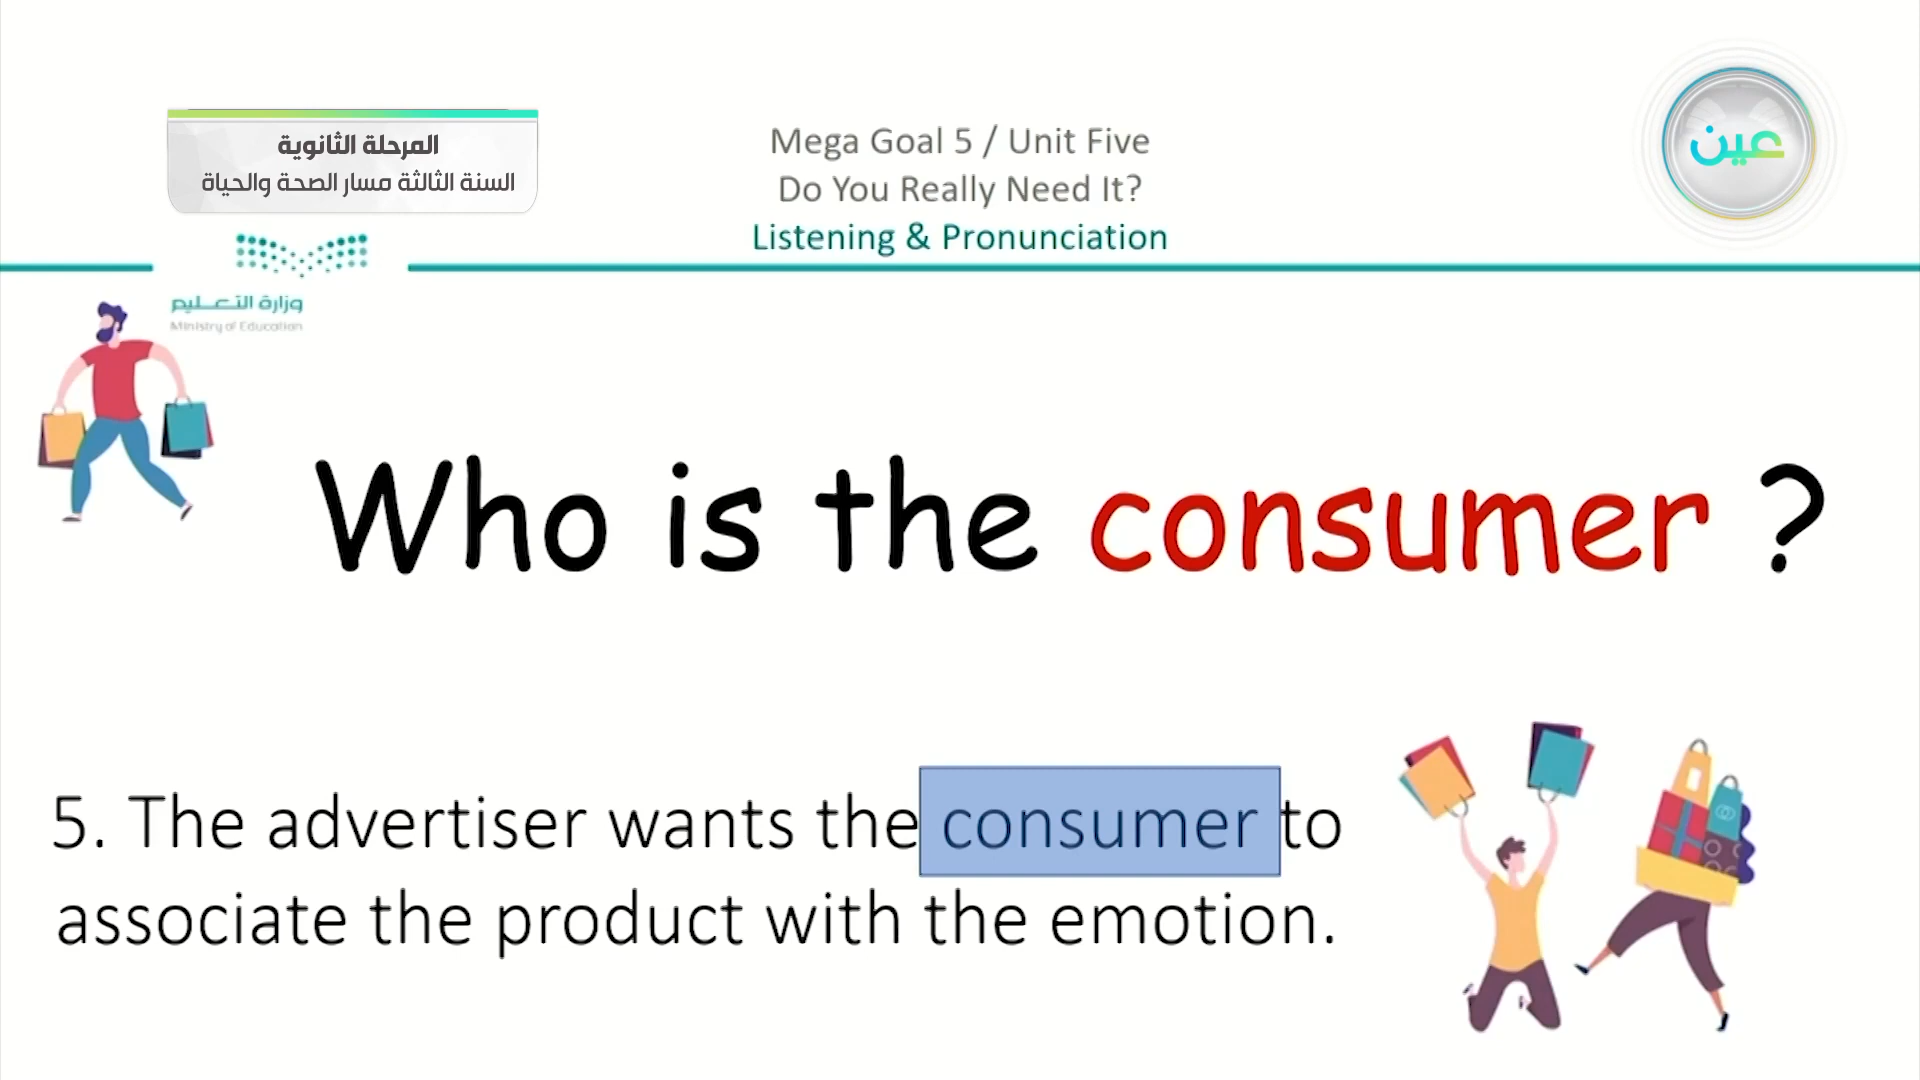 المرحلة الثانوية
السنة الثالثة مسار الصحة والحياة
Mega Goal 5 / Unit Five
Do You Really Need It?
Listening & Pronunciation
عين
وزارة التعليم
Ministry of Education
Who is the consumer ?
5. The advertiser wants the consumer to
associate the product with the emotion.